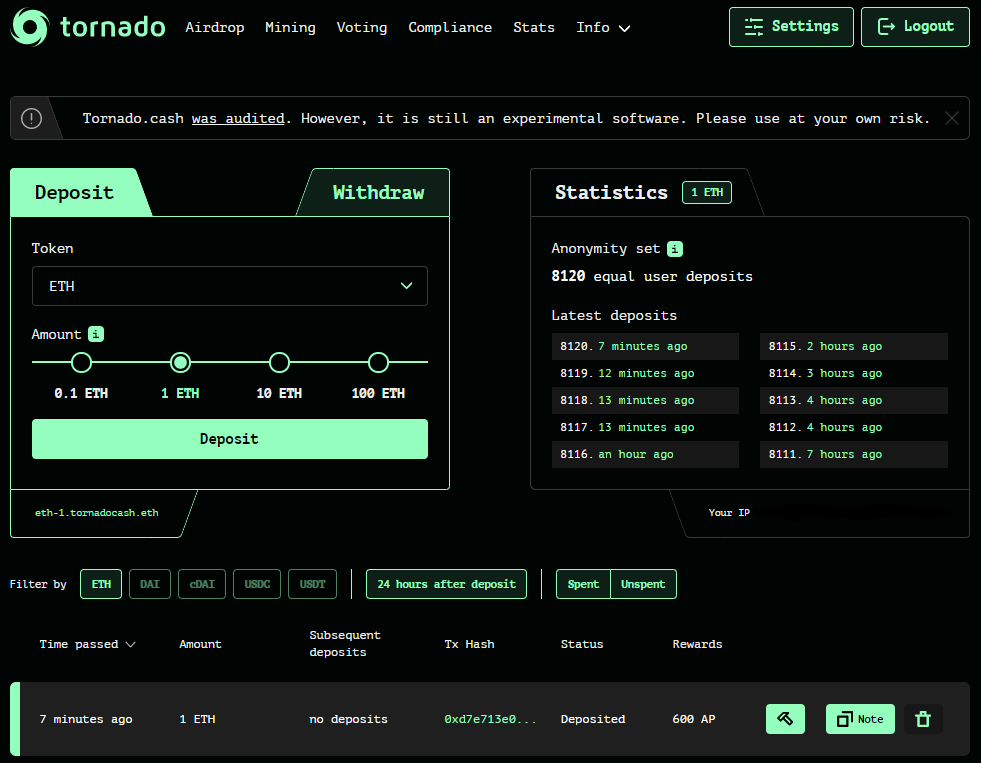 tornado Airdrop Mining Voting Compliance Stats Info Settings Logout
Tornado.cash was audited. However, it is still an experimental software. Please use at your own risk.
Deposit Withdraw
Token
ETH
Amount i
0.1 ETH 1 ETH 10 ETH 100 ETH
Deposit
eth-1.tornadocash.eth
Statistics 1 ETH
Anonymity set i
8120 equal user deposits
Latest deposits
8120. 7 minutes ago
8119. 12 minutes ago
8118. 13 minutes ago
8117. 13 minutes ago
8116. an hour ago
8115. 2 hours ago
8114. 3 hours ago
8113. 4 hours ago
8112. 4 hours ago
8111. 7 hours ago
Your IP
Filter by ETH DAI cDAI USDC USDT 24 hours after deposit Spent Unspent
Time passed Amount Subsequent deposits Tx Hash Status Rewards
7 minutes ago 1 ETH no deposits 0xd7e713e0... Deposited 600 AP Note